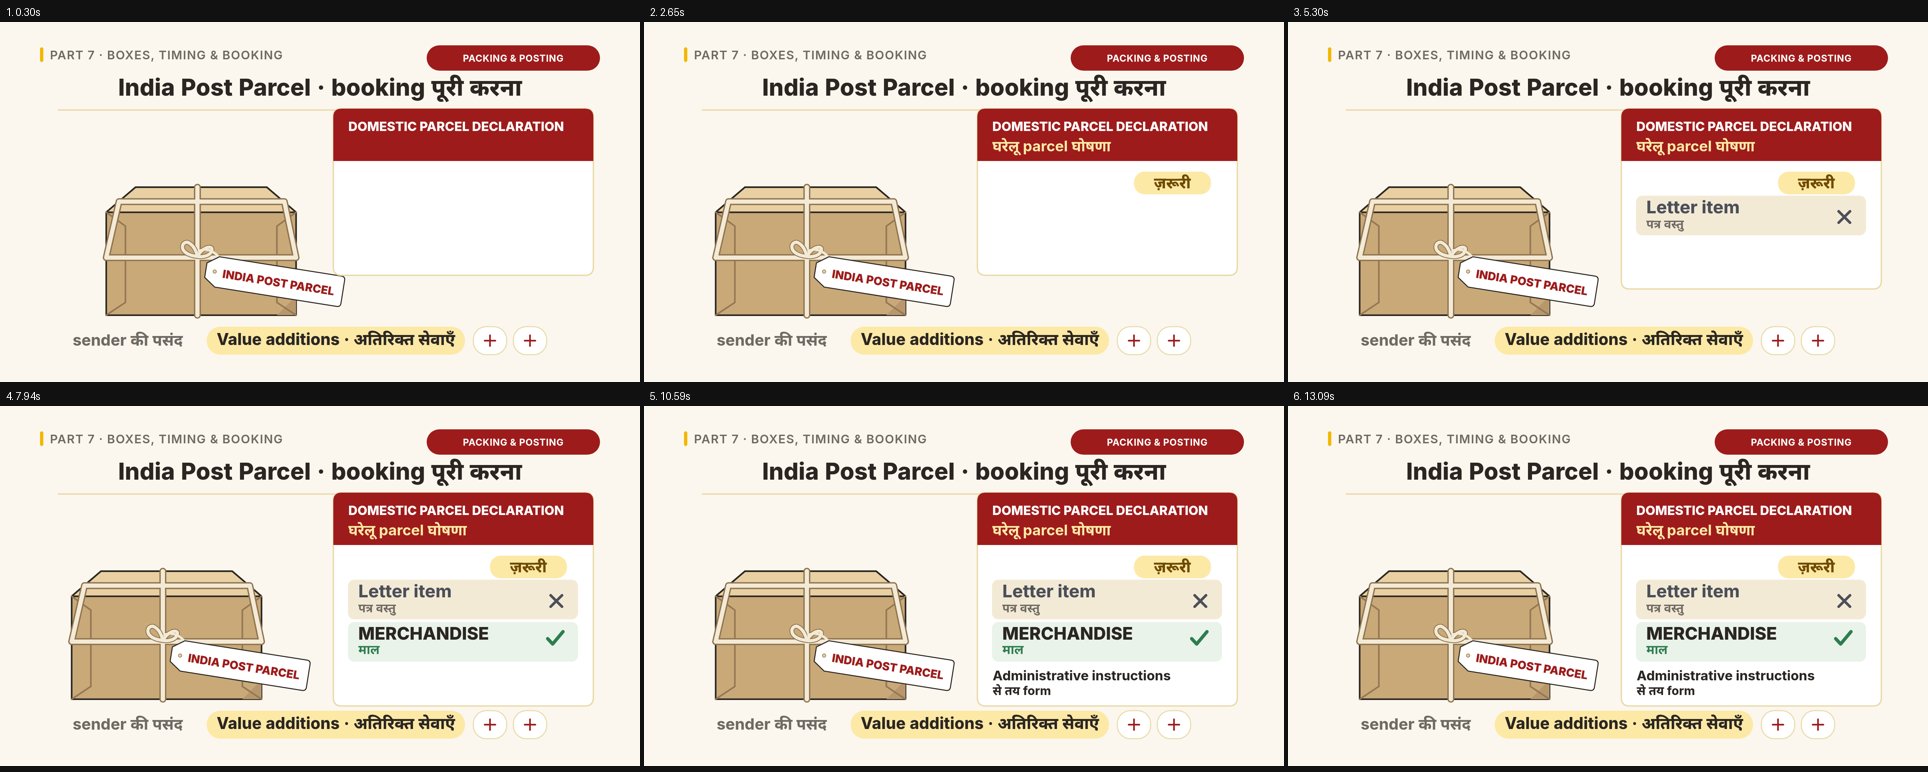 1. 0.30s
PART 7 · BOXES, TIMING & BOOKING
PACKING & POSTING
India Post Parcel · booking पूरी करना
DOMESTIC PARCEL DECLARATION
INDIA POST PARCEL
sender की पसंद
Value additions · अतिरिक्त सेवाएँ
+ +
2. 2.65s
PART 7 · BOXES, TIMING & BOOKING
PACKING & POSTING
India Post Parcel · booking पूरी करना
DOMESTIC PARCEL DECLARATION
घरेलू parcel घोषणा
ज़रूरी
INDIA POST PARCEL
sender की पसंद
Value additions · अतिरिक्त सेवाएँ
+ +
3. 5.30s
PART 7 · BOXES, TIMING & BOOKING
PACKING & POSTING
India Post Parcel · booking पूरी करना
DOMESTIC PARCEL DECLARATION
घरेलू parcel घोषणा
ज़रूरी
Letter item
पत्र वस्तु
INDIA POST PARCEL
sender की पसंद
Value additions · अतिरिक्त सेवाएँ
+ +
4. 7.94s
PART 7 · BOXES, TIMING & BOOKING
PACKING & POSTING
India Post Parcel · booking पूरी करना
DOMESTIC PARCEL DECLARATION
घरेलू parcel घोषणा
ज़रूरी
Letter item
पत्र वस्तु
MERCHANDISE
माल
INDIA POST PARCEL
sender की पसंद
Value additions · अतिरिक्त सेवाएँ
+ +
5. 10.59s
PART 7 · BOXES, TIMING & BOOKING
PACKING & POSTING
India Post Parcel · booking पूरी करना
DOMESTIC PARCEL DECLARATION
घरेलू parcel घोषणा
ज़रूरी
Letter item
पत्र वस्तु
MERCHANDISE
माल
INDIA POST PARCEL
Administrative instructions
से तय form
sender की पसंद
Value additions · अतिरिक्त सेवाएँ
+ +
6. 13.09s
PART 7 · BOXES, TIMING & BOOKING
PACKING & POSTING
India Post Parcel · booking पूरी करना
DOMESTIC PARCEL DECLARATION
घरेलू parcel घोषणा
ज़रूरी
Letter item
पत्र वस्तु
MERCHANDISE
माल
INDIA POST PARCEL
Administrative instructions
से तय form
sender की पसंद
Value additions · अतिरिक्त सेवाएँ
+ +